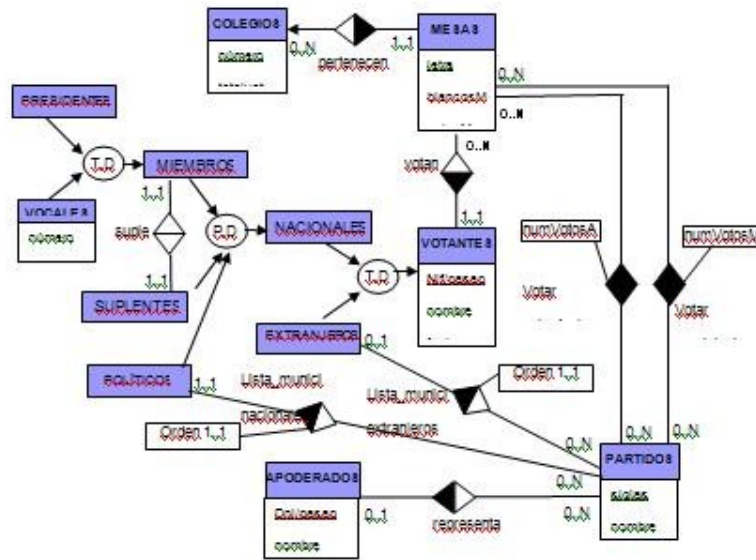 COLEGIOS
número
0..N
pertenecen
1..1
MESAS
letra
blancosM
0..N
0..N
0..N
PRESIDENTES
T.D
MIEMBROS
VOCALES
número
1..1
suple
1..1
SUPLENTES
P.D
NACIONALES
votan
1..1
VOTANTES
nombre
T.D
EXTRANJEROS
0..1
numVotosA
numVotosM
Votar
Votar
POLÍTICOS
1..1
Lista_munici
nacionales
Orden 1..1
Lista_munici
extranjeros
Orden 1..1
0..N
0..N
0..N
0..N
0..N
PARTIDOS
siglas
nombre
APODERADOS
nombre
0..1
representa